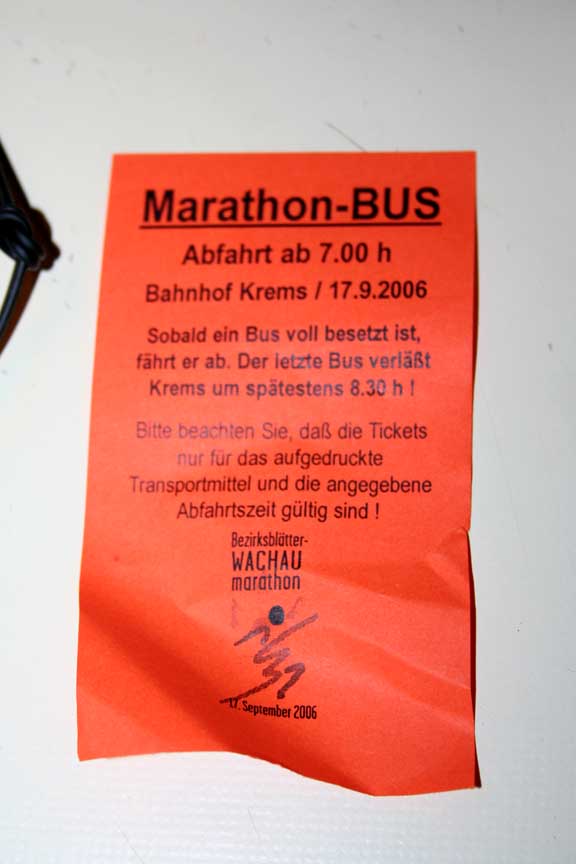 Marathon-BUS
Abfahrt ab 7.00 h
Bahnhof Krems / 17.9.2006
Sobald ein Bus voll besetzt ist,
fährt er ab. Der letzte Bus verläßt
Krems um spätestens 8.30 h !
Bitte beachten Sie, daß die Tickets
nur für das aufgedruckte
Transportmittel und die angegebene
Abfahrtszeit gültig sind !
Bezirksblätter-
WACHAU
marathon
17. September 2006